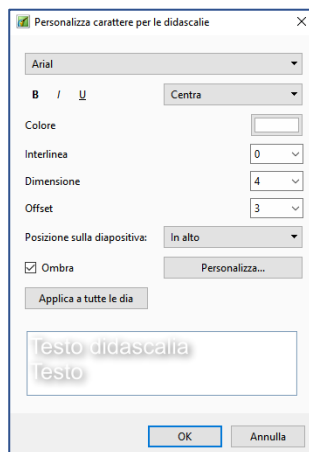 Personalizza carattere per le didascalie
Arial
B I U Centra
Colore
Interlinea 0
Dimensione 4
Offset 3
Posizione sulla diapositiva: In alto
Ombra Personalizza...
Applica a tutte le dia
Testo didascalia
Testo
OK Annulla